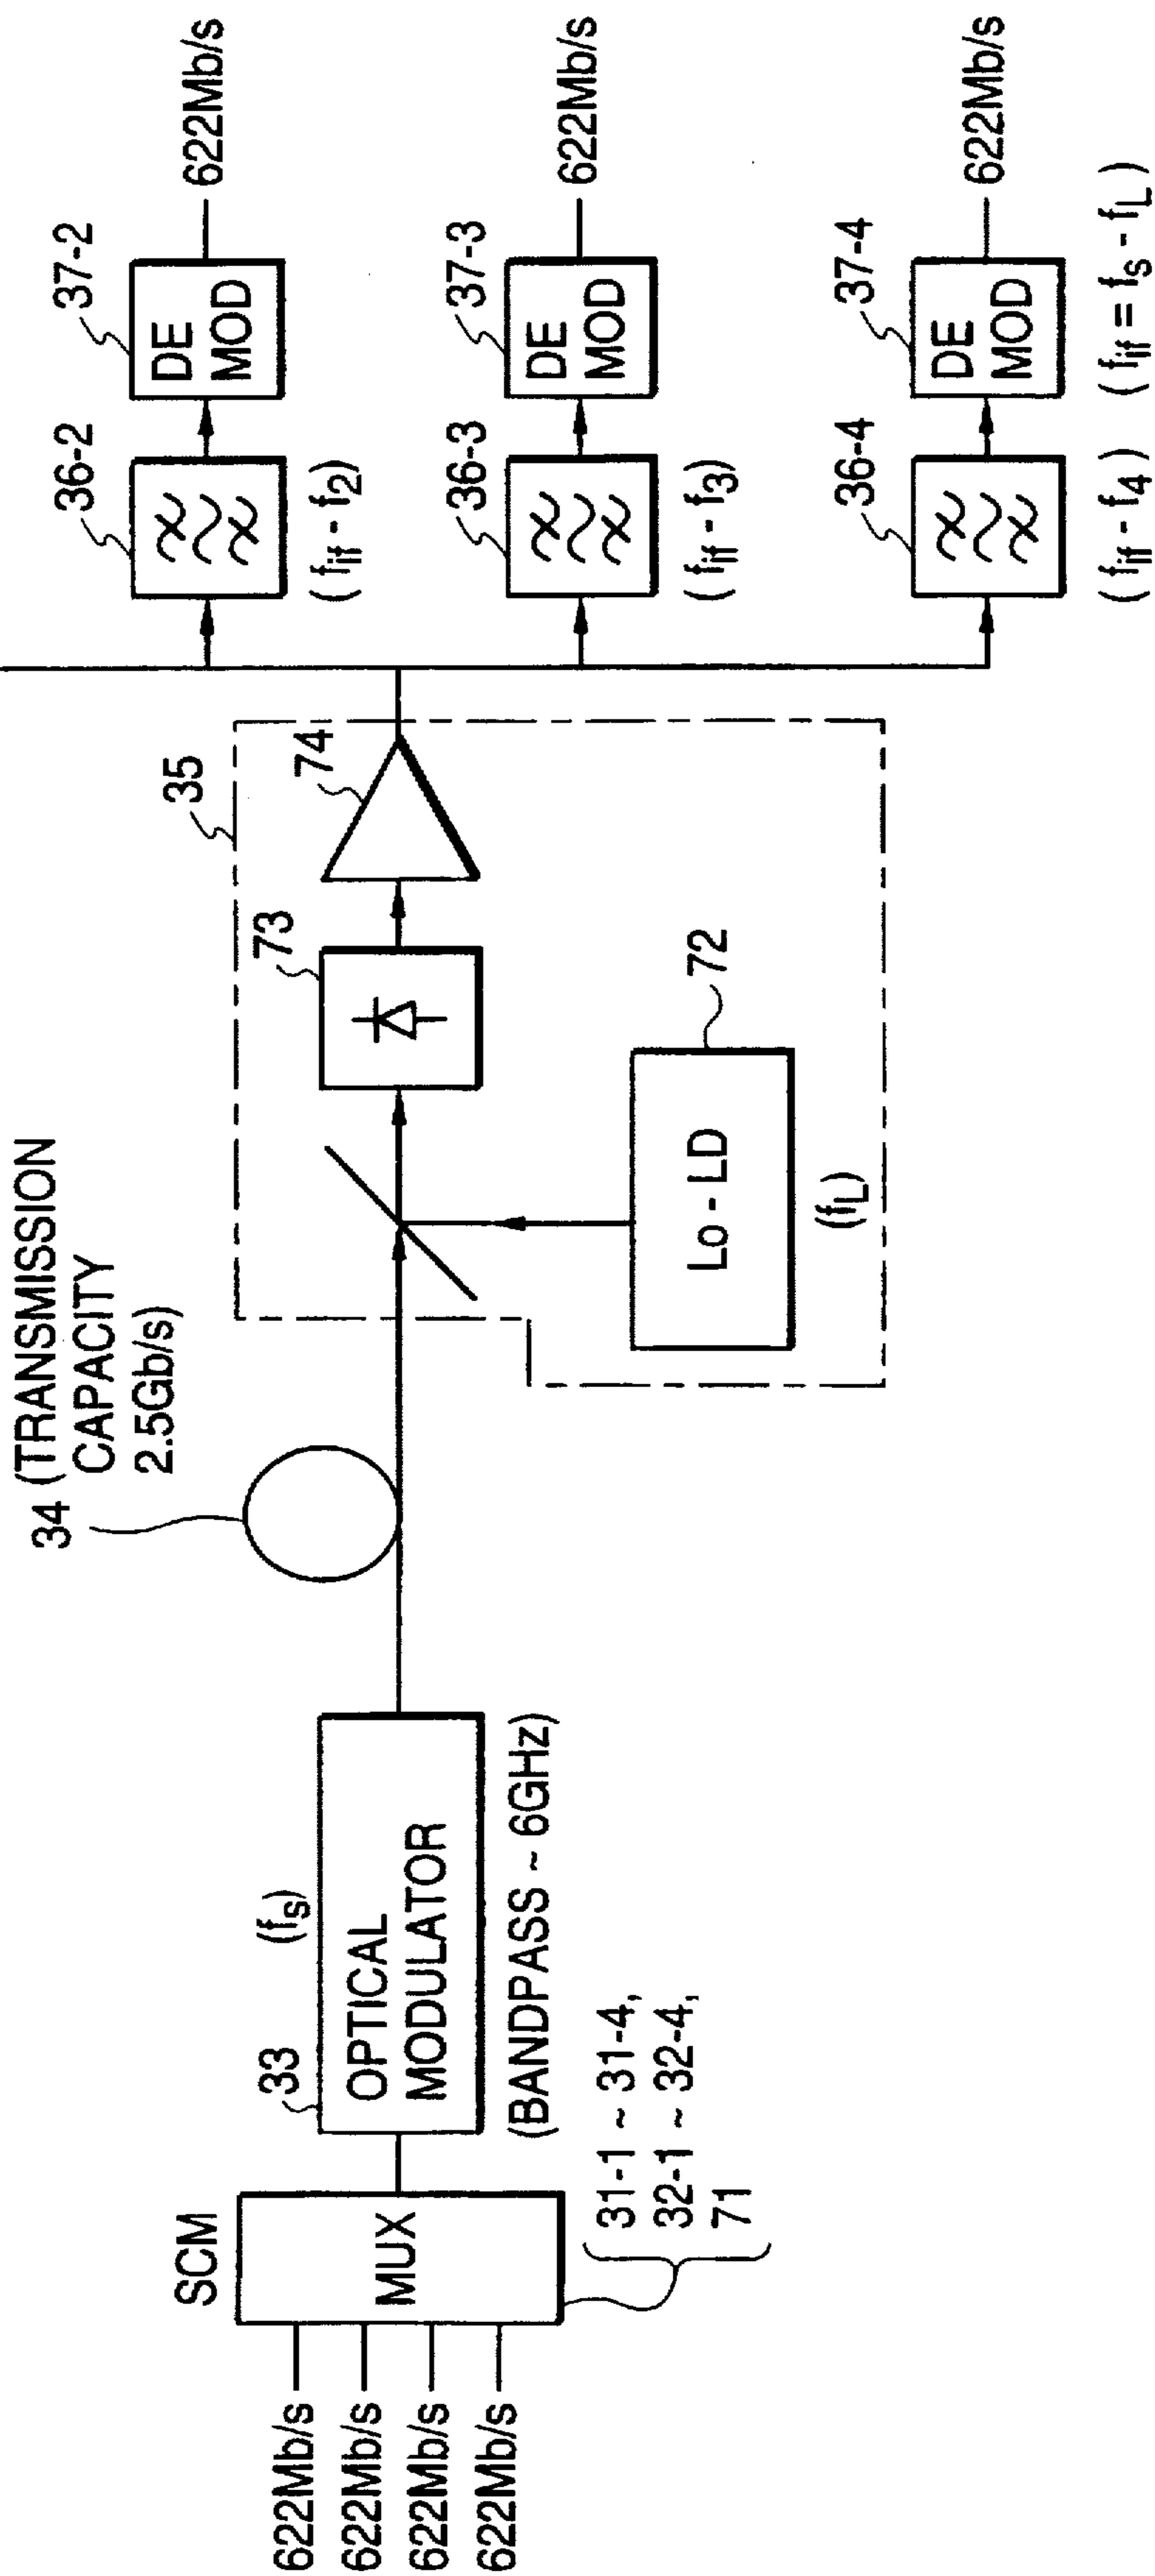 622Mb/s
622Mb/s
622Mb/s
622Mb/s
SCM
MUX
31-1 ~ 31-4,
32-1 ~ 32-4,
71
33
(fs)
OPTICAL
MODULATOR
(BANDPASS ~ 6GHz)
34 (TRANSMISSION
CAPACITY
2.5Gb/s)
35
73
74
Lo - LD
72
(fL)
36-2
37-2
DE
MOD
622Mb/s
(fif - f2)
36-3
37-3
DE
MOD
622Mb/s
(fif - f3)
36-4
37-4
DE
MOD
622Mb/s
(fif - f4)
(fif = fs - fL)